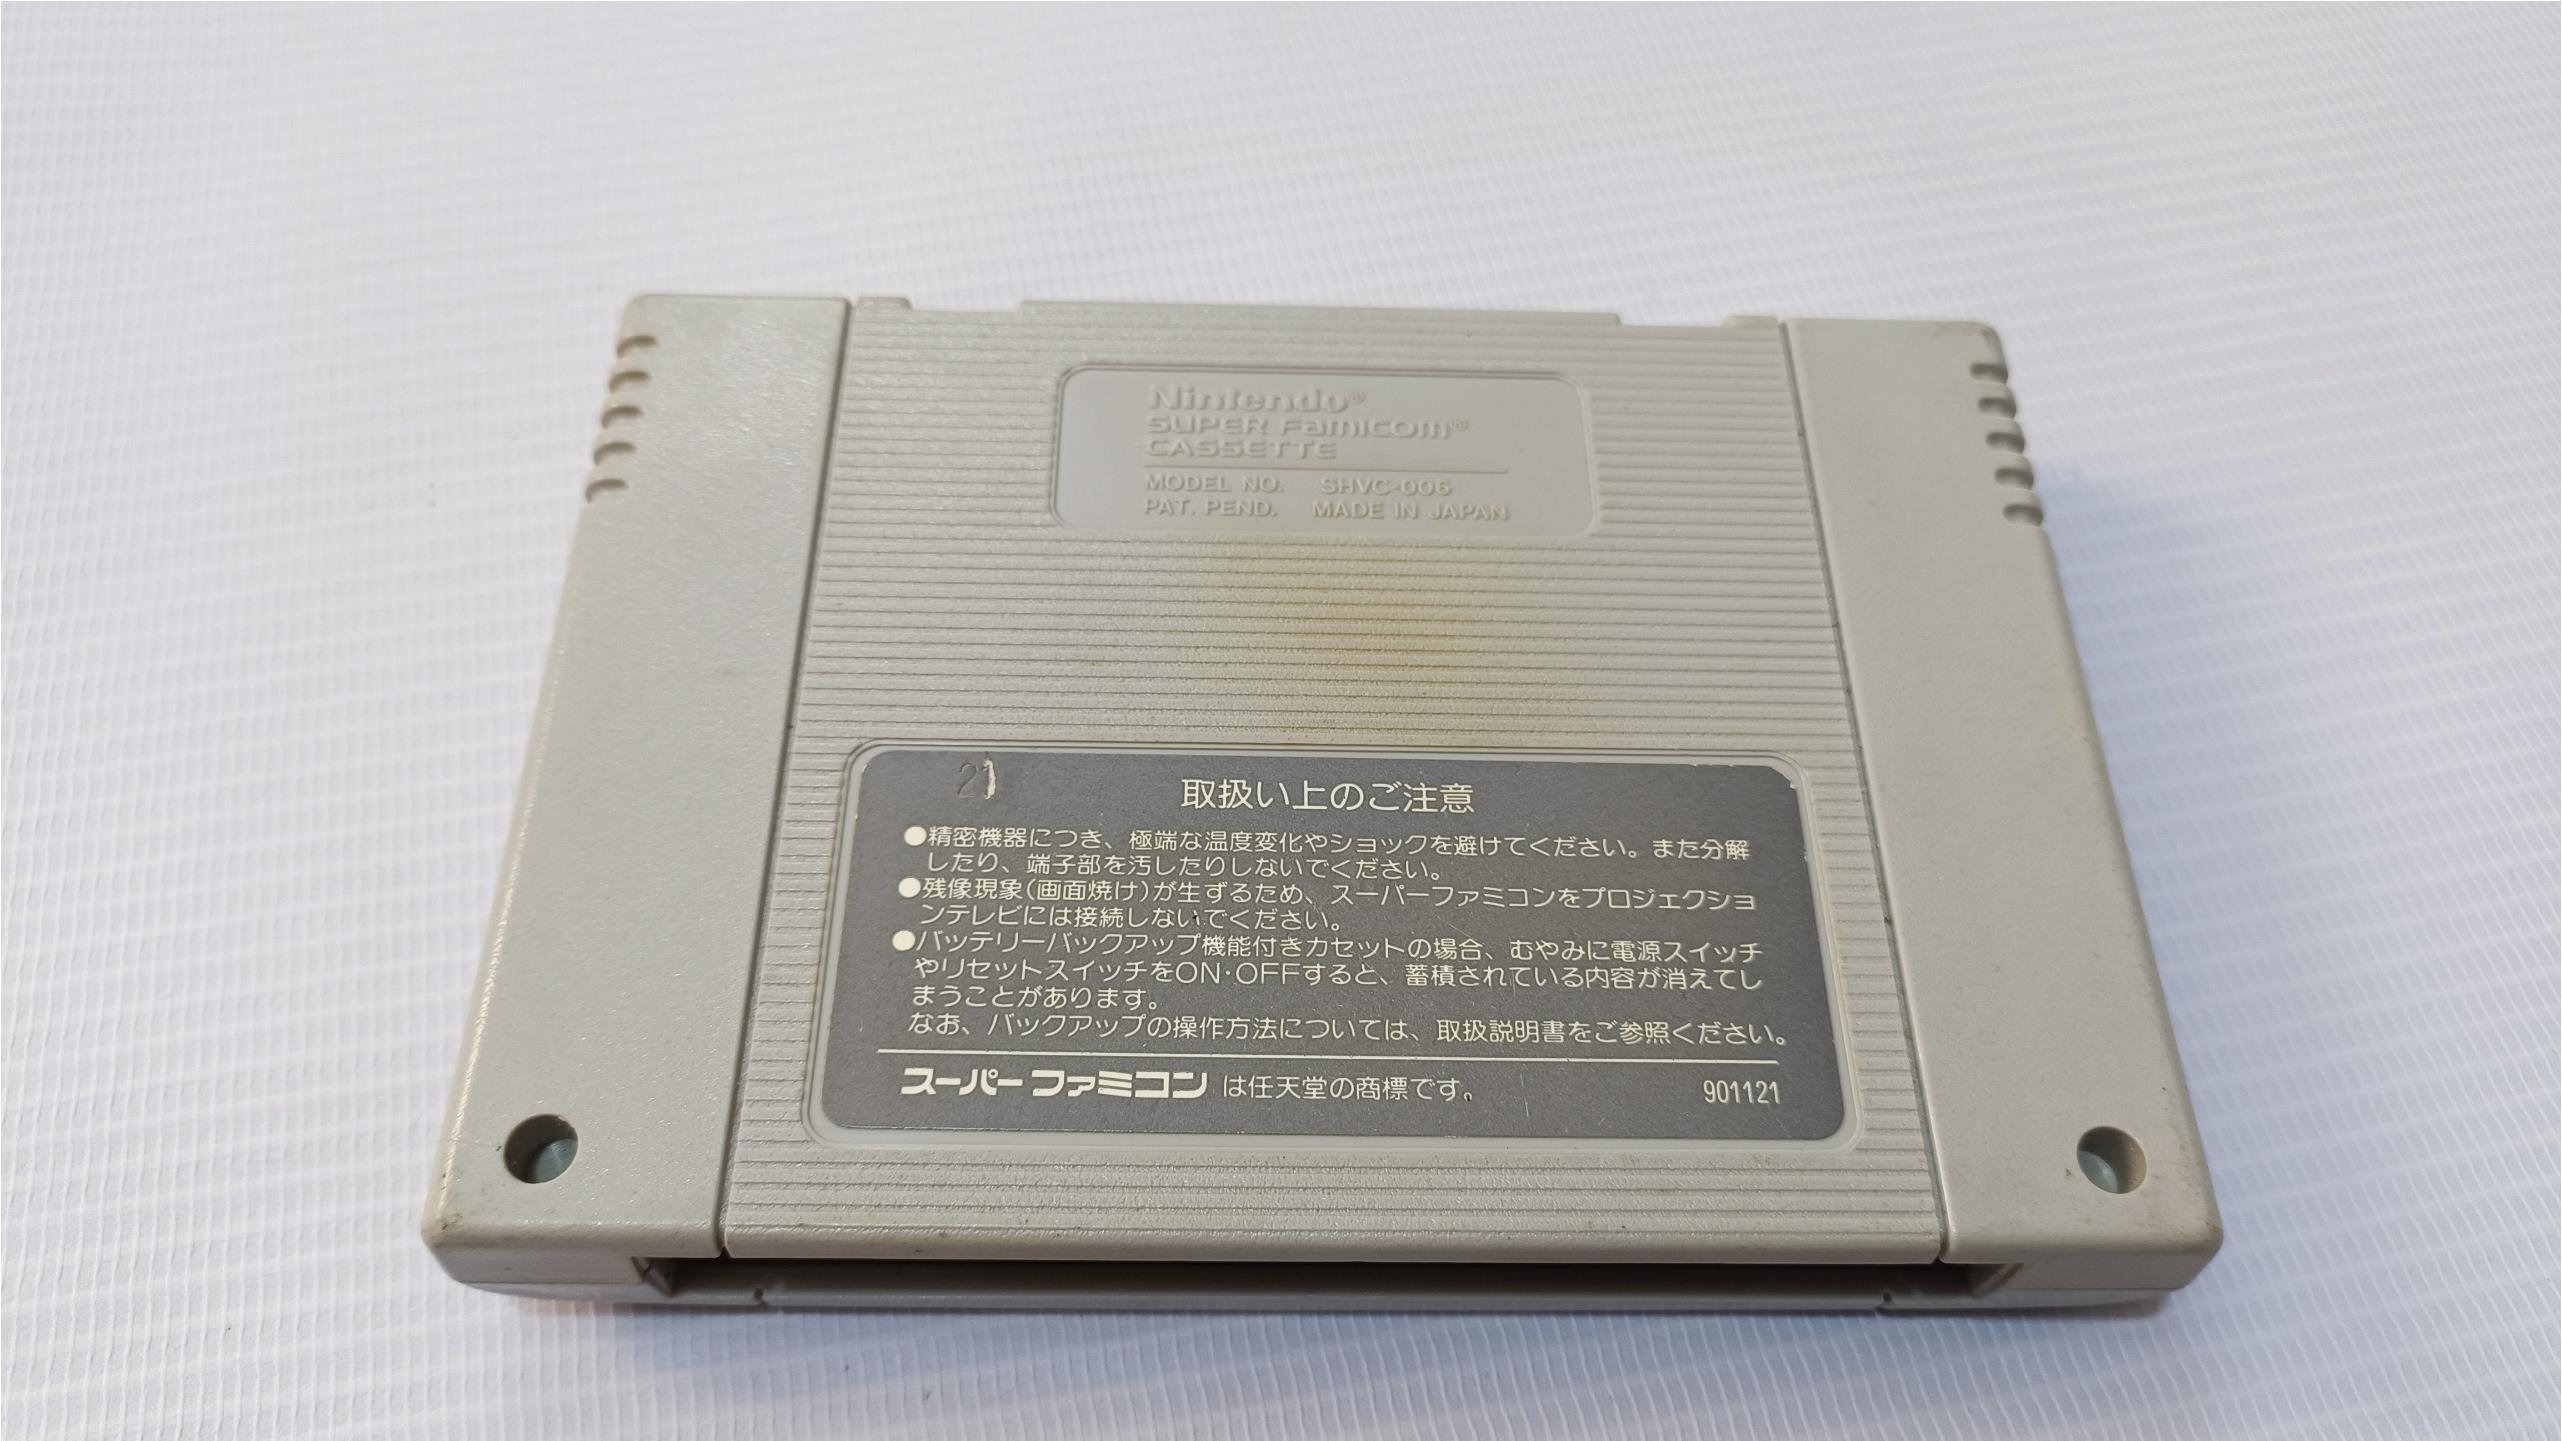 Nintendo®
SUPER Famicom®
CASSETTE
MODEL NO. SHVC-006
PAT. PEND. MADE IN JAPAN
21
取扱い上のご注意
●精密機器につき、極端な温度変化やショックを避けてください。また分解
したり、端子部を汚したりしないでください。
●残像現象(画面焼け)が生ずるため、スーパーファミコンをプロジェクショ
ンテレビには接続しないでください。
●バッテリーバックアップ機能付きカセットの場合、むやみに電源スイッチ
やリセットスイッチをON·OFFすると、蓄積されている内容が消えてし
まうことがあります。
なお、バックアップの操作方法については、取扱説明書をご参照ください。
スーパーファミコン は任天堂の商標です。 901121